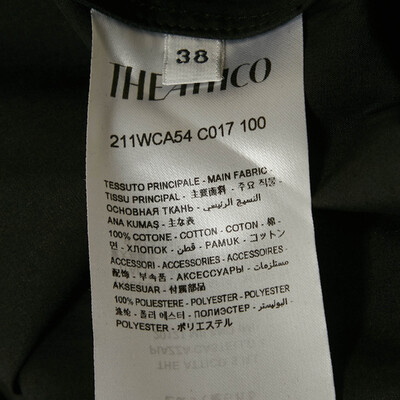 38
THE ATTICO
211WCA54 C017 100
TESSUTO PRINCIPALE - MAIN FABRIC -
TISSU PRINCIPAL - 主要面料 - 주요 직물 -
ОСНОВНАЯ ТКАНЬ - النسيج الرئيسي -
ANA KUMAŞ - 主な表
100% COTONE - COTTON - COTON - 棉 -
면 - ХЛОПОК - قطن - PAMUK - コットン
ACCESSORI - ACCESSORIES - ACCESSOIRES -
配饰 - 부속품 - АКСЕССУАРЫ - مستلزمات -
AKSESUAR - 付属部品
100% POLIESTERE - POLYESTER - POLYESTER -
涤纶 - 폴리 에스터 - ПОЛИЭСТЕР - البوليستر -
POLYESTER - ポリエステル